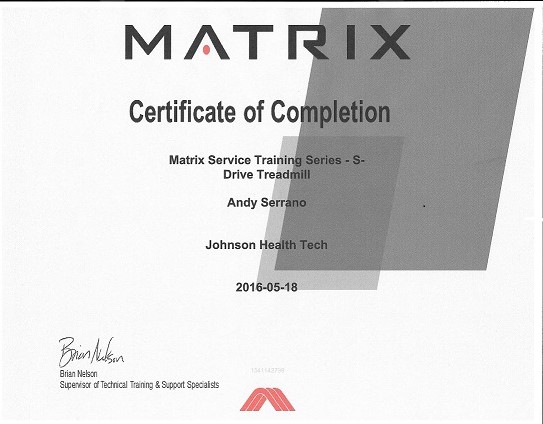 MATRIX
Certificate of Completion
Matrix Service Training Series - S-
Drive Treadmill
Andy Serrano
Johnson Health Tech
2016-05-18
Brian Nelson
Brian Nelson
Supervisor of Technical Training & Support Specialists